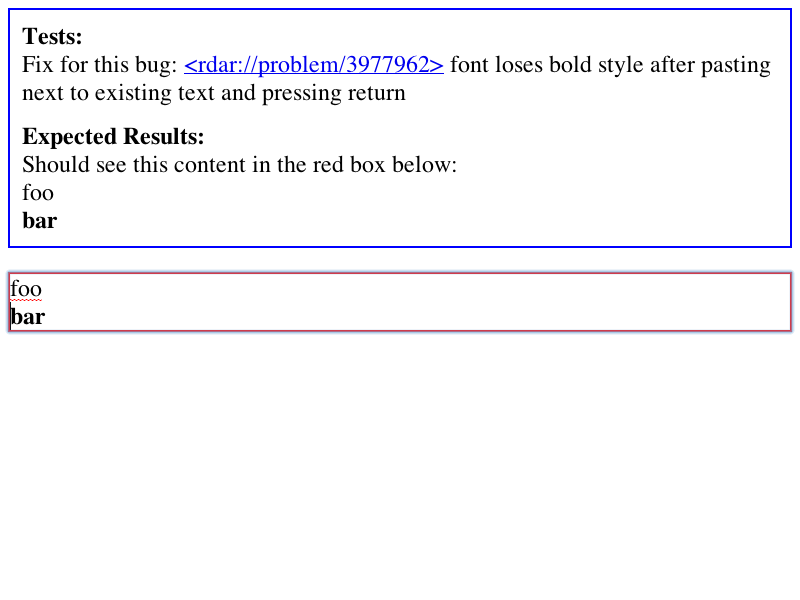 Tests:
Fix for this bug: <rdar://problem/3977962> font loses bold style after pasting
next to existing text and pressing return
Expected Results:
Should see this content in the red box below:
foo
bar
foo
bar